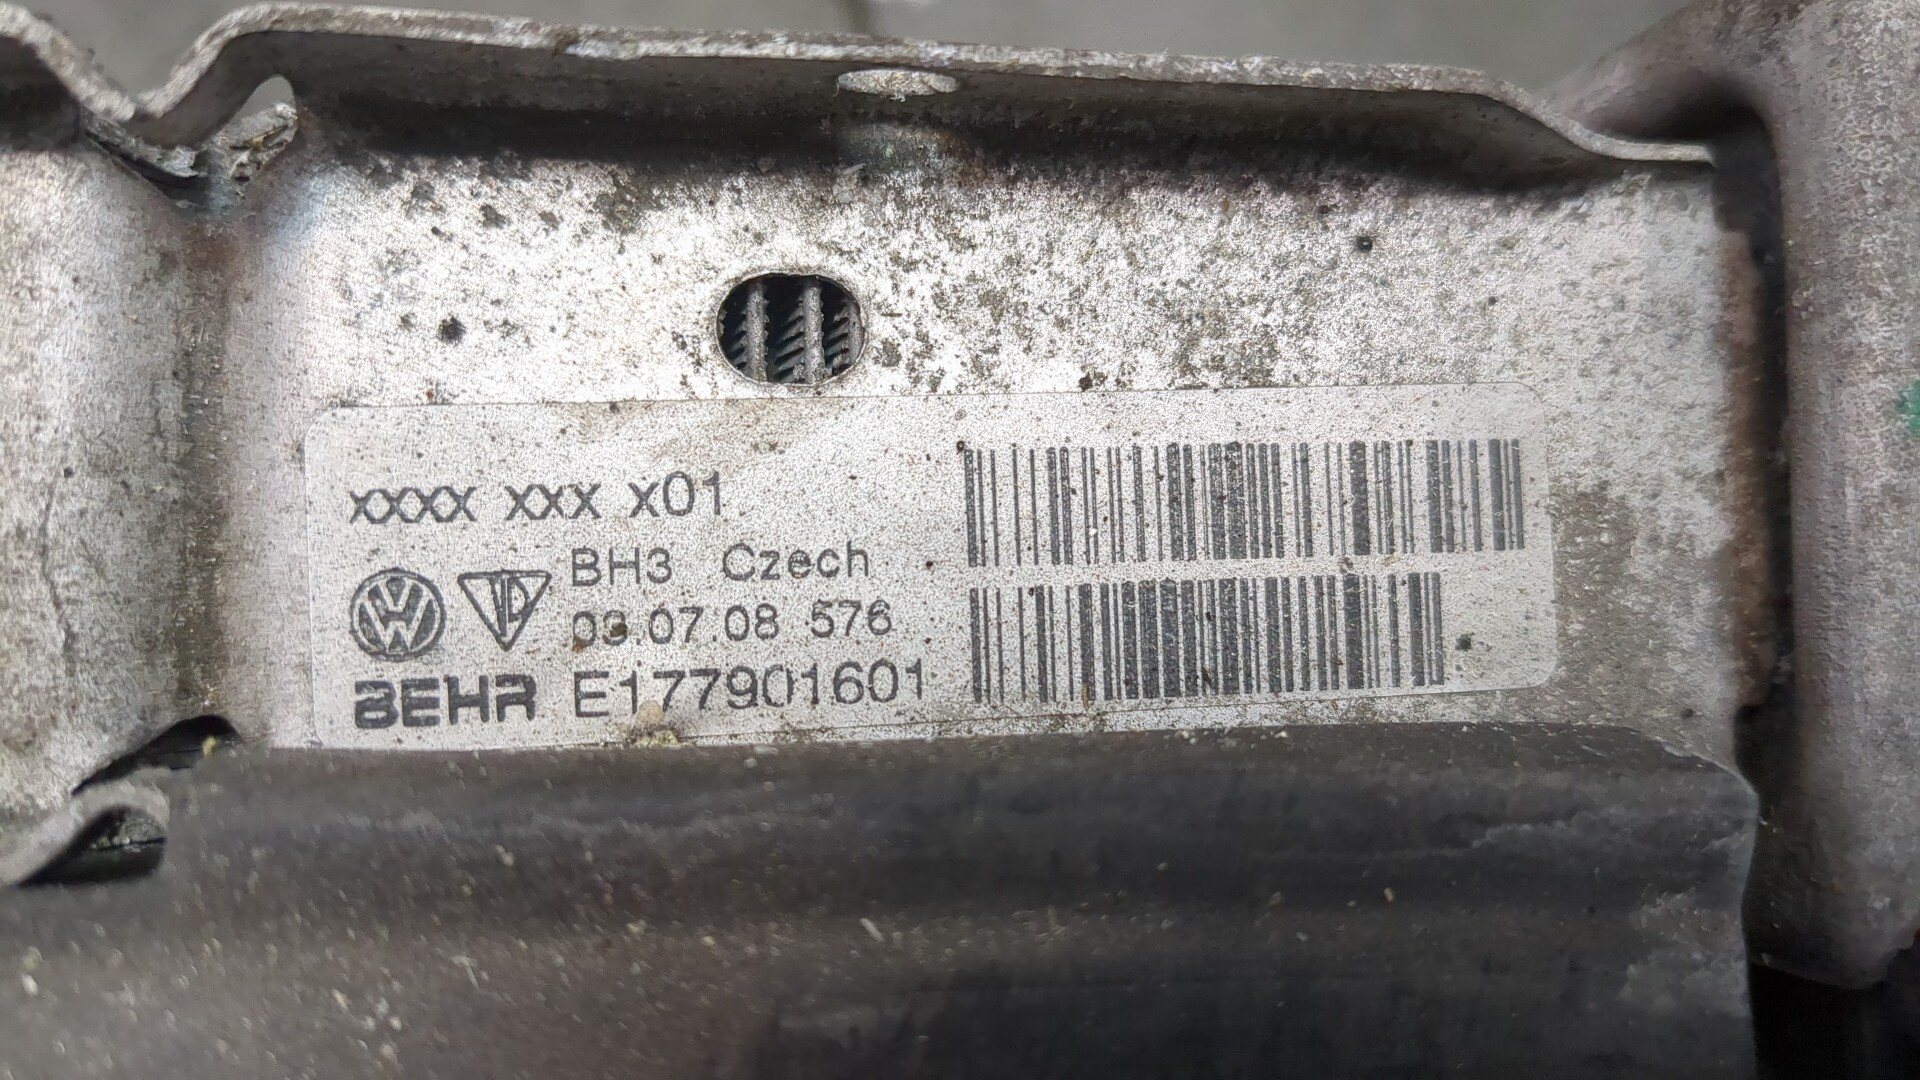 xxxx xxx x01
BH3 Czech
03.07.08 576
BEHR E177901601